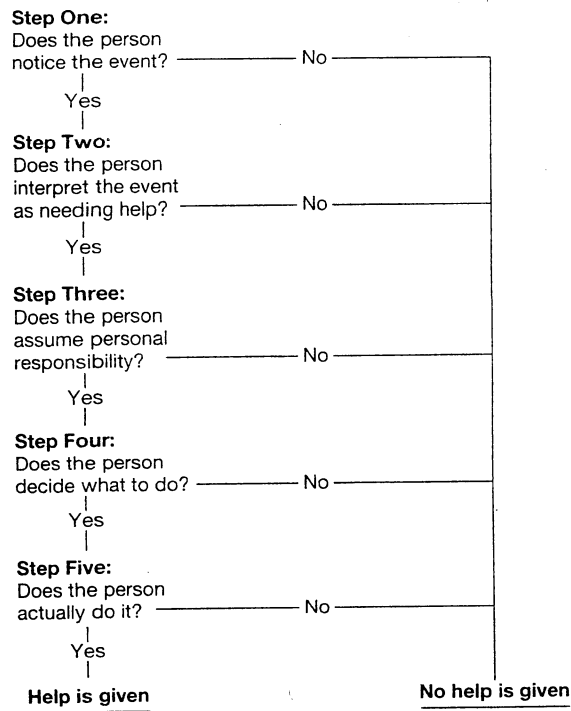 Step One:
Does the person
notice the event?
No
Yes
Step Two:
Does the person
interpret the event
as needing help?
No
Yes
Step Three:
Does the person
assume personal
responsibility?
No
Yes
Step Four:
Does the person
decide what to do?
No
Yes
Step Five:
Does the person
actually do it?
No
Yes
Help is given
No help is given